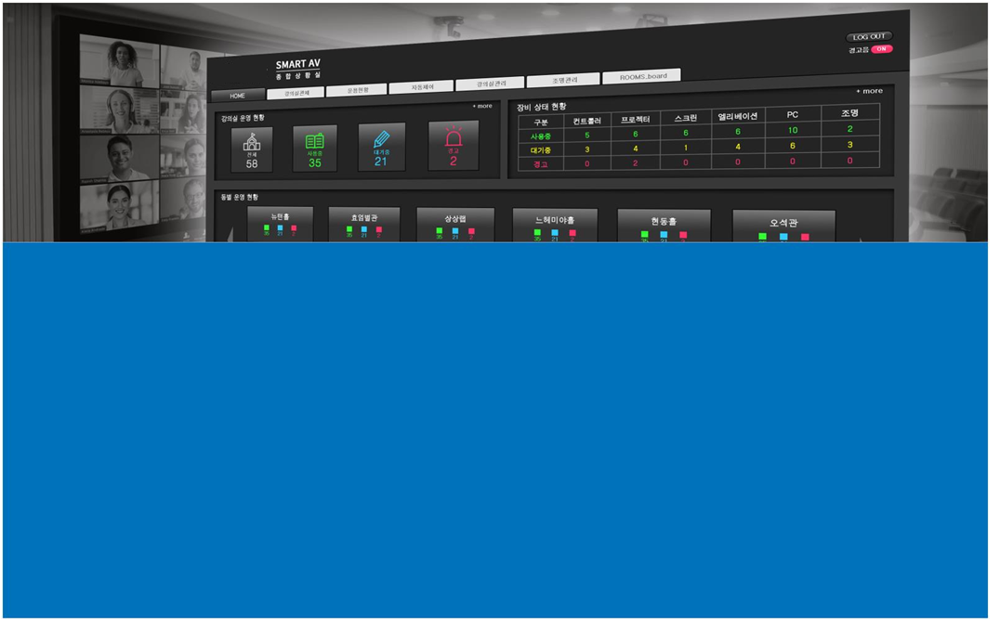 LOG OUT
경고음 ON
SMART AV
종합상황실
HOME
강의실관제
운용현황
자동제어
강의실관리
조명관리
ROOMS.board
강의실 운영 현황
+ more
전체
58
사용중
35
대기중
21
경고
2
장비 상태 현황
+ more
구분 컨트롤러 프로젝터 스크린 엘리베이션 PC 조명
사용중 5 6 6 6 10 2
대기중 3 4 1 4 6 3
경고 0 2 0 0 0 0
동별 운영 현황
뉴턴홀
35 21 2
효암별관
35 21 2
상상랩
35 21 2
느헤미야홀
35 21 2
현동홀
오석관